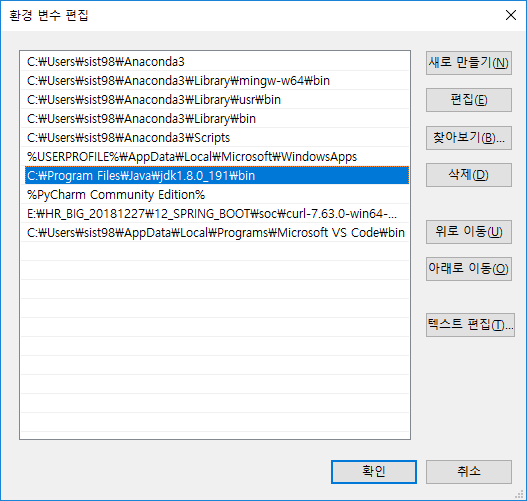 환경 변수 편집
C:₩Users₩sist98₩Anaconda3
C:₩Users₩sist98₩Anaconda3₩Library₩mingw-w64₩bin
C:₩Users₩sist98₩Anaconda3₩Library₩usr₩bin
C:₩Users₩sist98₩Anaconda3₩Library₩bin
C:₩Users₩sist98₩Anaconda3₩Scripts
%USERPROFILE%₩AppData₩Local₩Microsoft₩WindowsApps
C:₩Program Files₩Java₩jdk1.8.0_191₩bin
%PyCharm Community Edition%
E:₩HR_BIG_20181227₩12_SPRING_BOOT₩soc₩curl-7.63.0-win64-...
C:₩Users₩sist98₩AppData₩Local₩Programs₩Microsoft VS Code₩bin
새로 만들기(N)
편집(E)
찾아보기(B)...
삭제(D)
위로 이동(U)
아래로 이동(O)
텍스트 편집(T)...
확인
취소